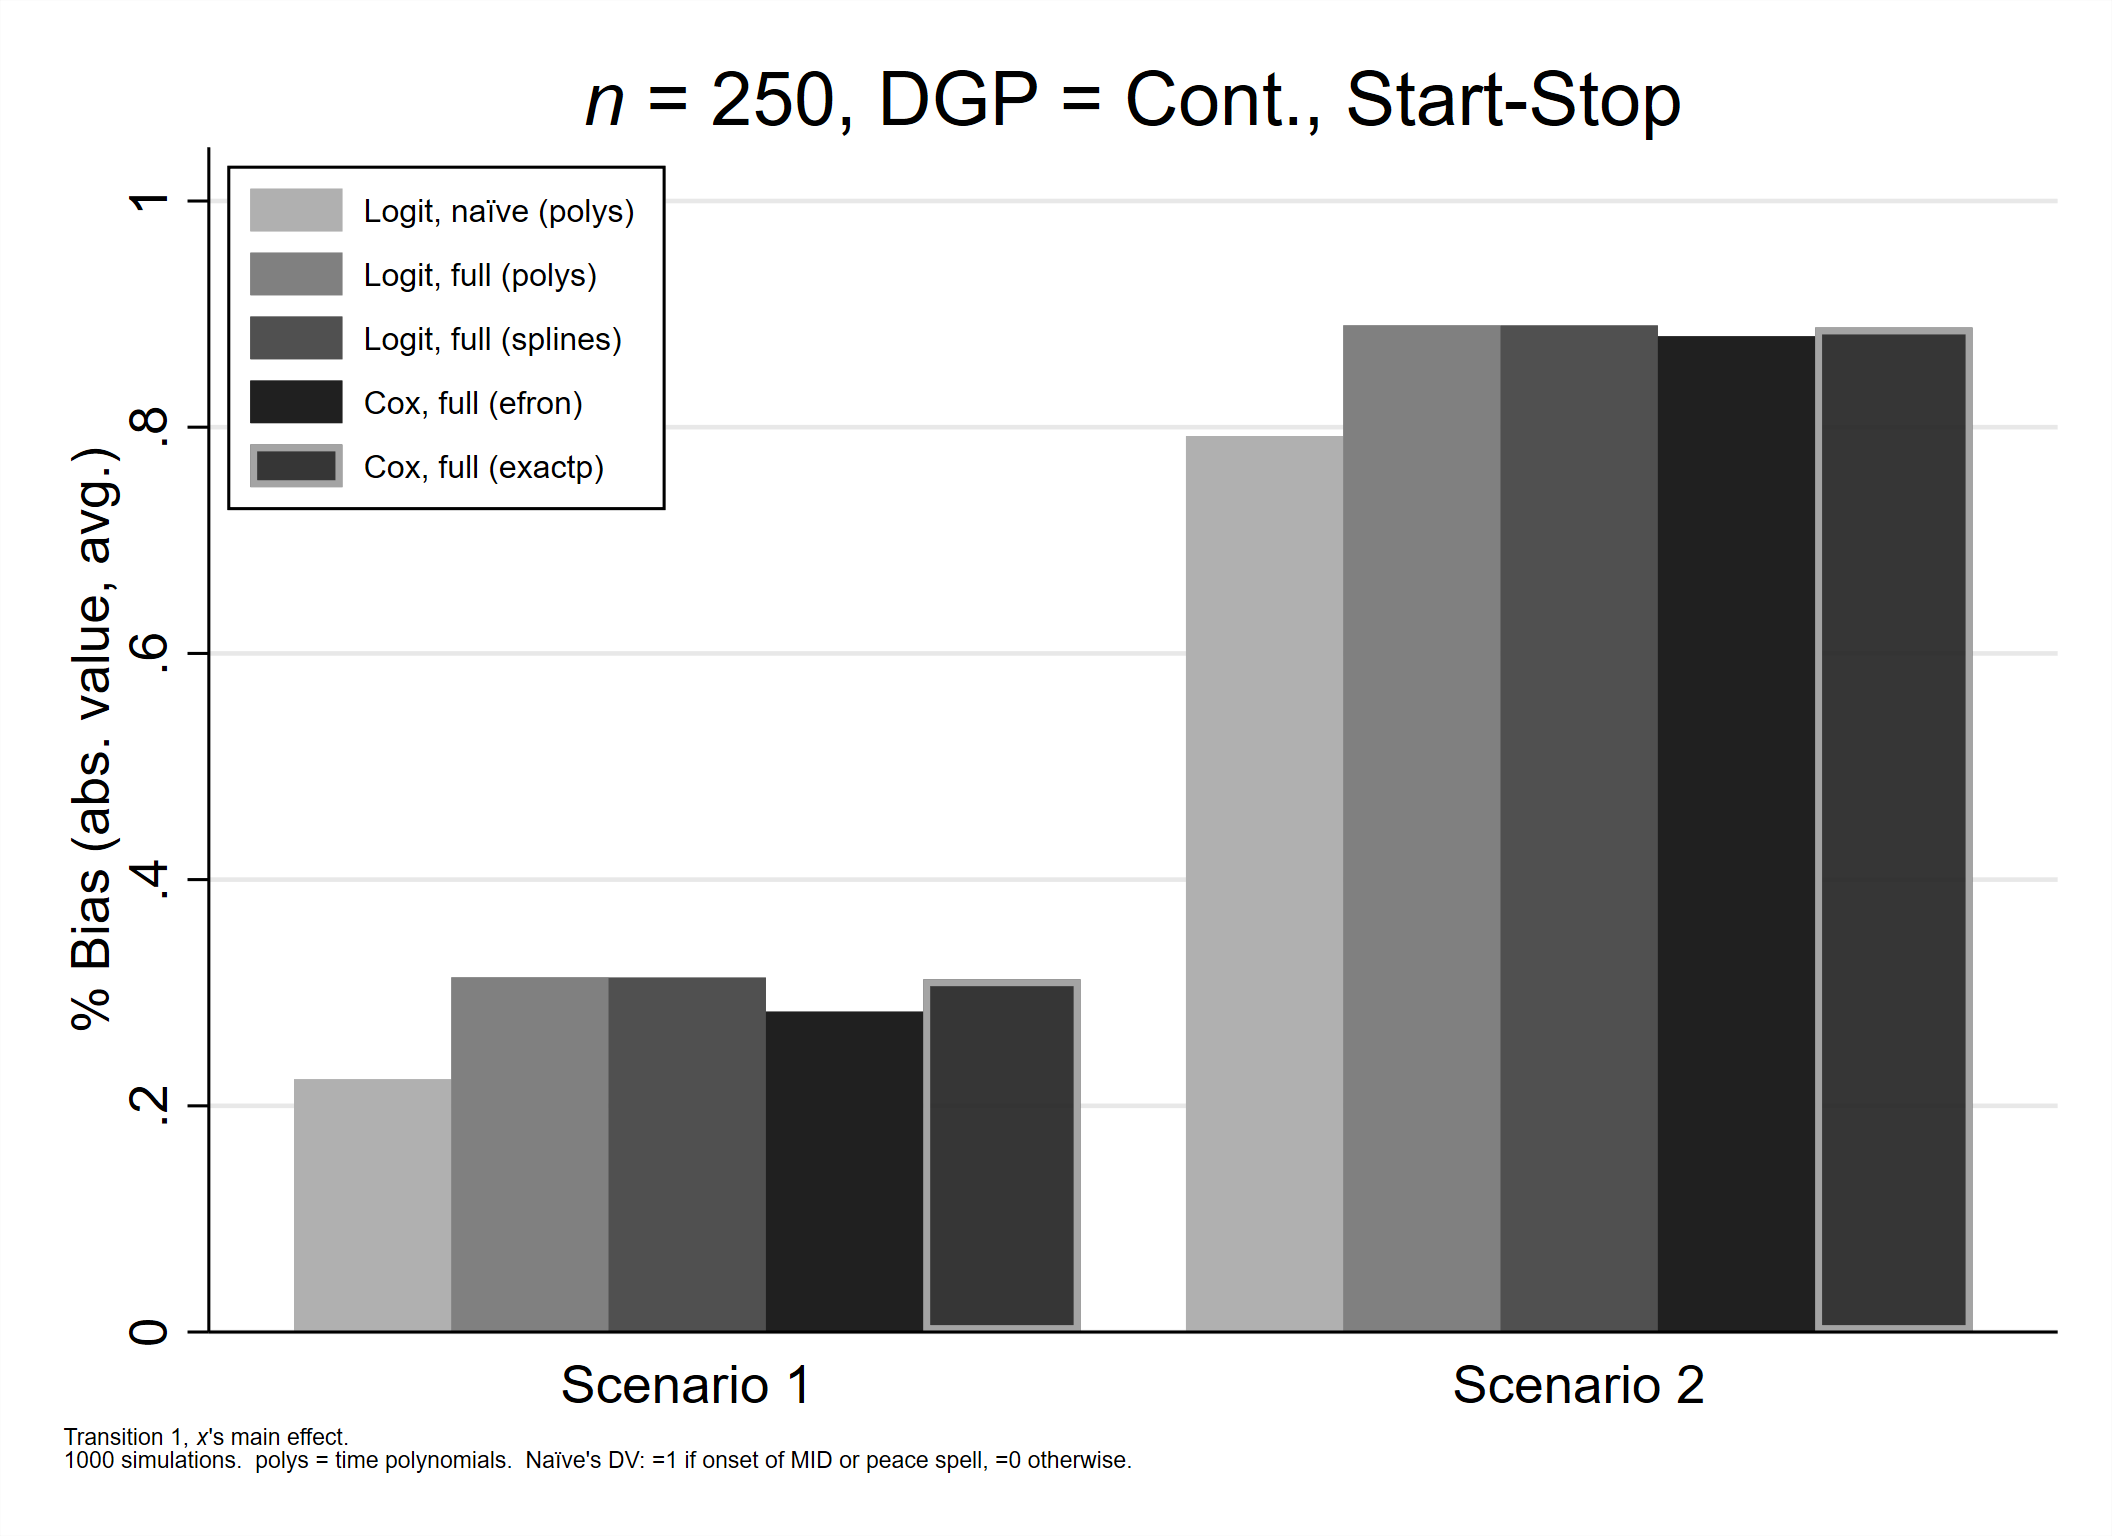 n = 250, DGP = Cont., Start-Stop
% Bias (abs. value, avg.)
1
.8
.6
.4
.2
0
Logit, naïve (polys)
Logit, full (polys)
Logit, full (splines)
Cox, full (efron)
Cox, full (exactp)
Scenario 1
Scenario 2
Transition 1, x's main effect.
1000 simulations.  polys = time polynomials.  Naïve's DV: =1 if onset of MID or peace spell, =0 otherwise.